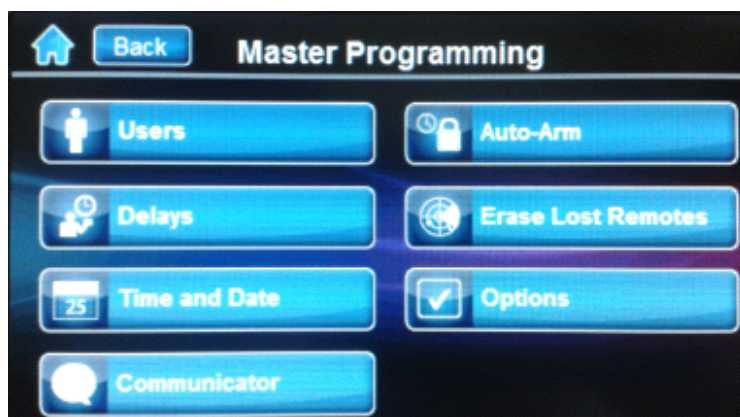 Back
Master Programming
Users
Auto-Arm
Delays
Erase Lost Remotes
25
Time and Date
Options
Communicator